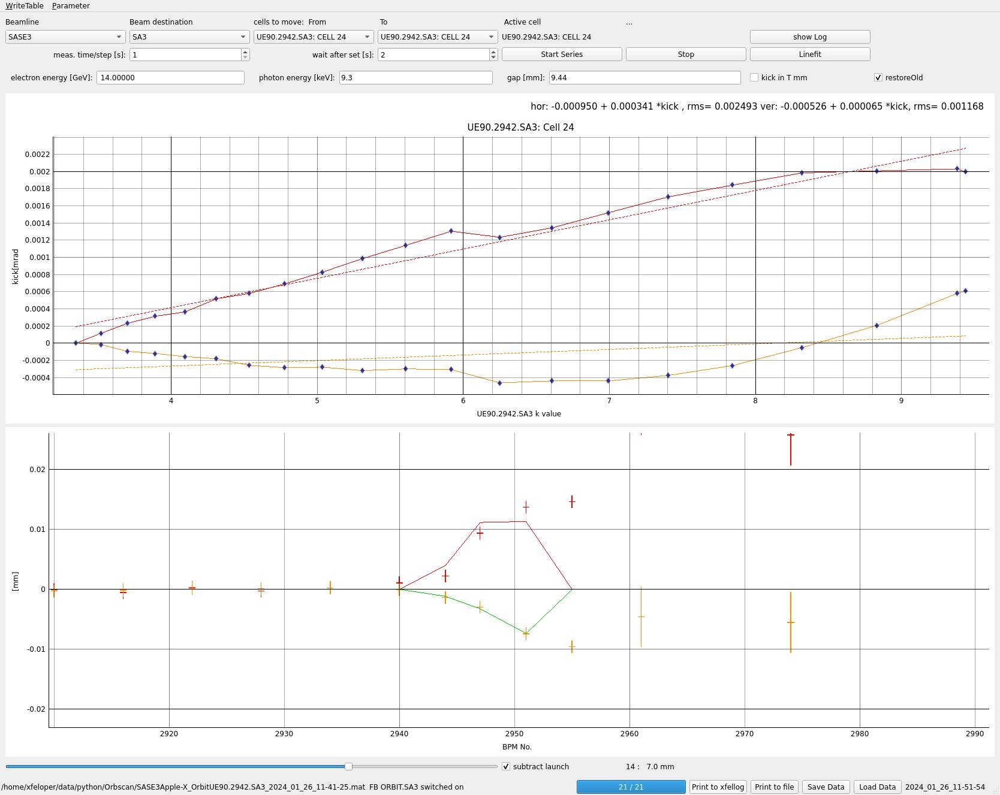 WriteTable Parameter
Beamline Beam destination cells to move: From To Active cell ...
SASE3 SA3 UE90.2942.SA3: CELL 24 UE90.2942.SA3: CELL 24 UE90.2942.SA3: CELL 24 show Log
meas. time/step [s]: 1 wait after set [s]: 2 Start Series Stop Linefit
electron energy [GeV]: 14.00000 photon energy [keV]: 9.3 gap [mm]: 9.44 kick in T mm restoreOld
hor: -0.000950 + 0.000341 *kick , rms= 0.002493 ver: -0.000526 + 0.000065 *kick, rms= 0.001168
UE90.2942.SA3: Cell 24
0.0022
0.002
0.0018
0.0016
0.0014
0.0012
0.001
0.0008
0.0006
0.0004
0.0002
0
-0.0002
-0.0004
kick[mrad
4 5 6 7 8 9
UE90.2942.SA3 k value
0.02
0.01
0
-0.01
-0.02
[mm]
2920 2930 2940 2950 2960 2970 2980 2990
BPM No.
subtract launch 14 : 7.0 mm
/home/xfeloper/data/python/Orbscan/SASE3Apple-X_OrbitUE90.2942.SA3_2024_01_26_11-41-25.mat FB ORBIT.SA3 switched on 21 / 21 Print to xfellog Print to file Save Data Load Data 2024_01_26_11-51-54